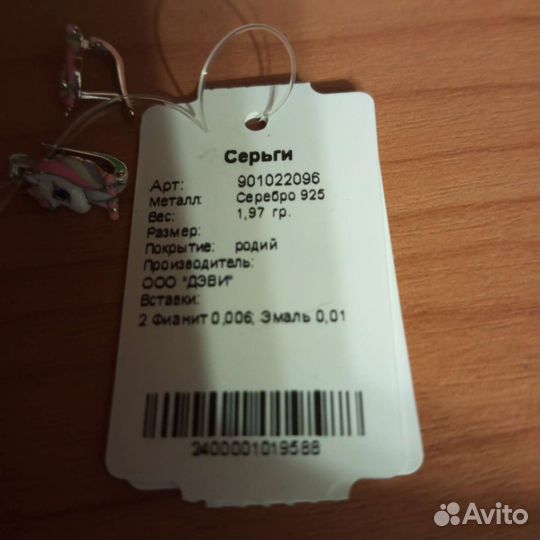 Серьги
Арт: 901022096
Металл: Серебро 925
Вес: 1,97 гр.
Размер:
Покрытие: родий
Производитель:
ООО "ДЭВИ"
Вставки:
2 Фианит 0,006; Эмаль 0,01
2400001019588
Avito